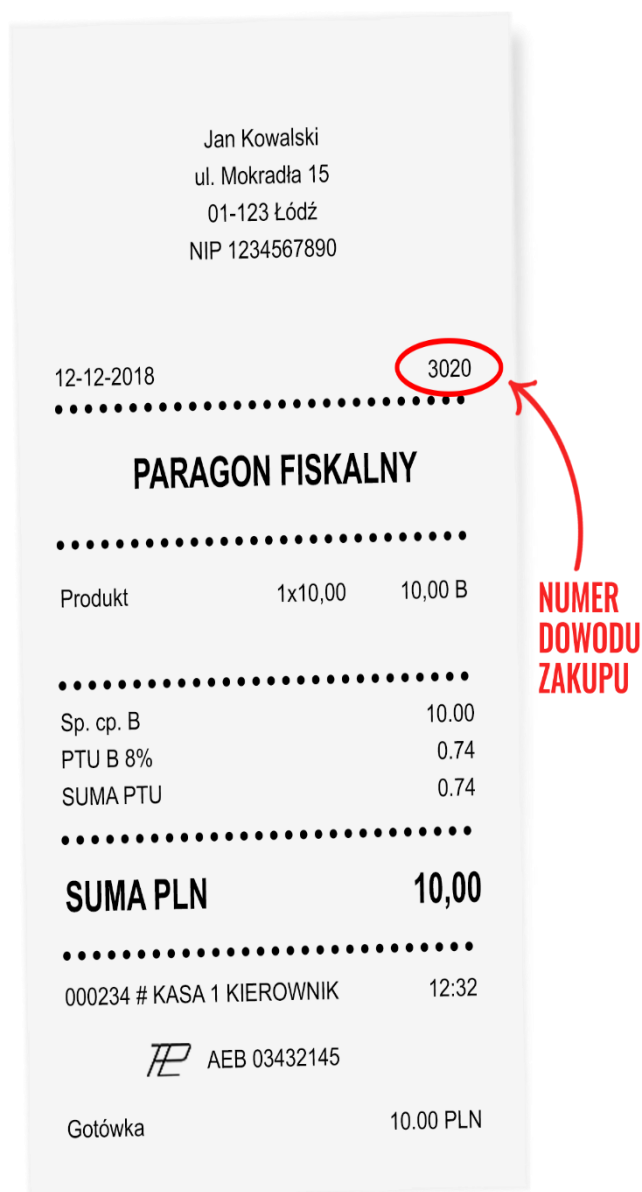 Jan Kowalski
ul. Mokradła 15
01-123 Łódź
NIP 1234567890
12-12-2018 3020
PARAGON FISKALNY
Produkt 1x10,00 10,00 B
NUMER
DOWODU
ZAKUPU
Sp. cp. B 10.00
PTU B 8% 0.74
SUMA PTU 0.74
SUMA PLN 10,00
000234 # KASA 1 KIEROWNIK 12:32
AEB 03432145
Gotówka 10.00 PLN